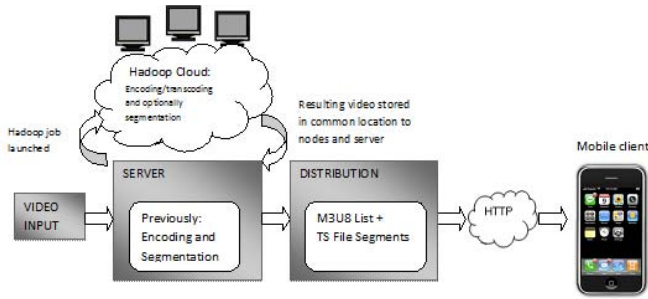 Hadoop Cloud:
Encoding/transcoding
and optionally
segmentation
Hadoop job
launched
Resulting video stored
in common location to
nodes and server
Mobile client
SERVER
DISTRIBUTION
VIDEO
INPUT
Previously:
Encoding and
Segmentation
M3U8 List +
TS File Segments
HTTP